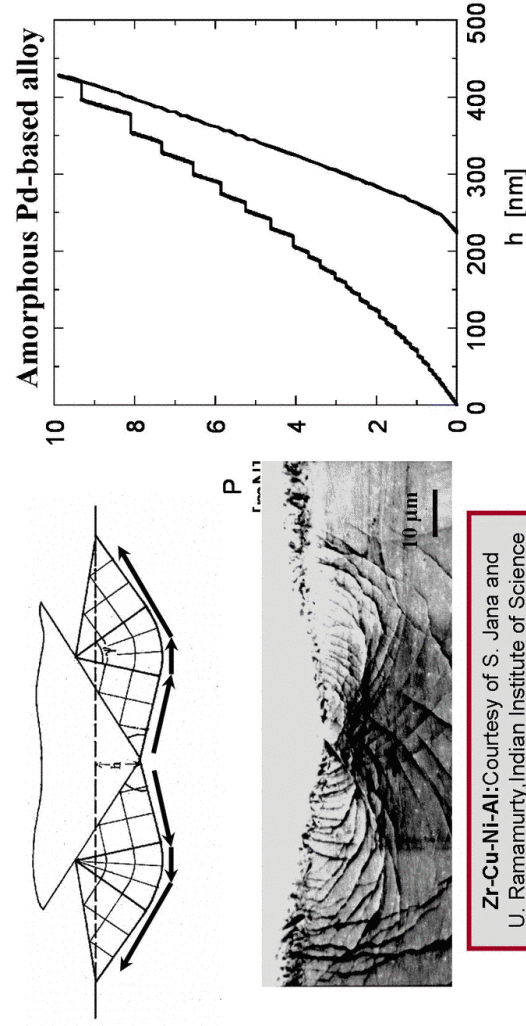 Amorphous Pd-based alloy
10
8
6
4
2
0
P
[mN]
0
100
200
300
400
500
h [nm]
h
10 μm
Zr-Cu-Ni-Al:Courtesy of S. Jana and
U. Ramamurty,Indian Institute of Science